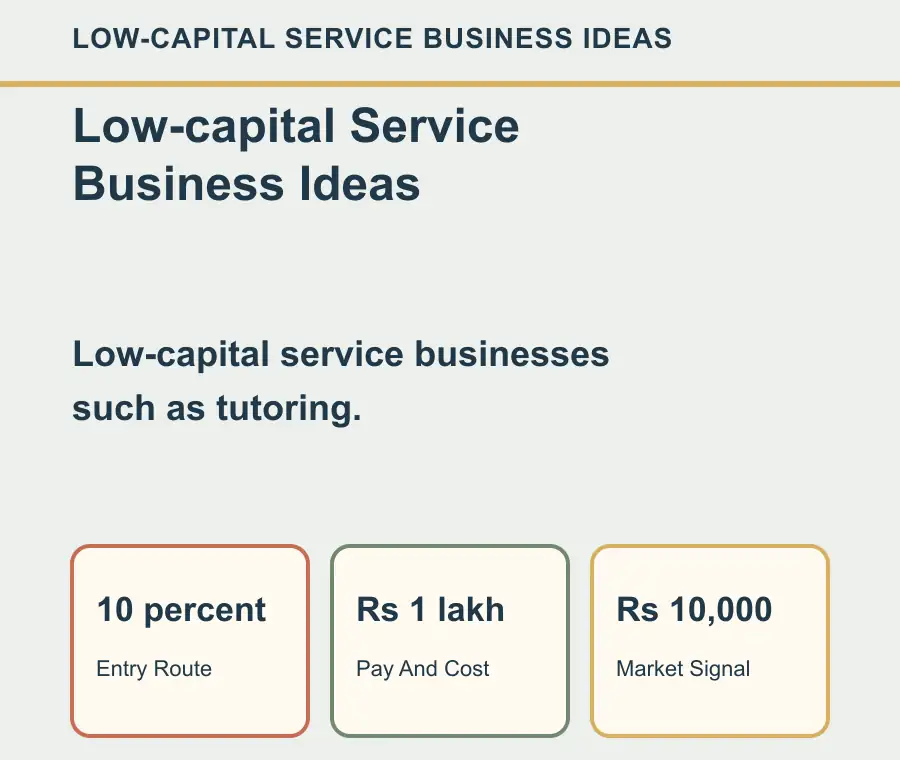 LOW-CAPITAL SERVICE BUSINESS IDEAS
Low-capital Service
Business Ideas
Low-capital service businesses
such as tutoring.
10 percent
Entry Route
Rs 1 lakh
Pay And Cost
Rs 10,000
Market Signal